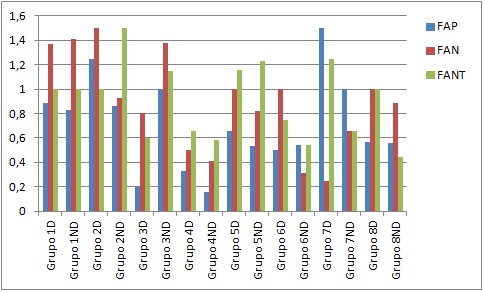 1,6
1,4
1,2
1
0,8
0,6
0,4
0,2
0
FAP
FAN
FANT
Grupo 1D
Grupo 1ND
Grupo 2D
Grupo 2ND
Grupo 3D
Grupo 3ND
Grupo 4D
Grupo 4ND
Grupo 5D
Grupo 5ND
Grupo 6D
Grupo 6ND
Grupo 7D
Grupo 7ND
Grupo 8D
Grupo 8ND